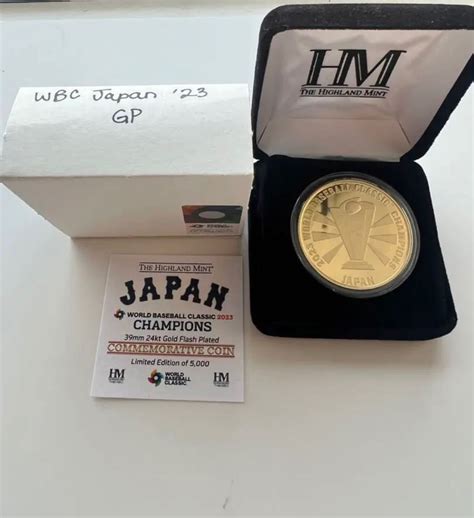 WBC Japan '23
GP
HM
THE HIGHLAND MINT
2023 WORLD BASEBALL CLASSIC CHAMPIONS
JAPAN
THE HIGHLAND MINT
JAPAN
WORLD BASEBALL CLASSIC 2023
CHAMPIONS
39mm 24kt Gold Flash Plated
COMMEMORATIVE COIN
Limited Edition of 5,000
HM
WORLD
BASEBALL
CLASSIC
HM